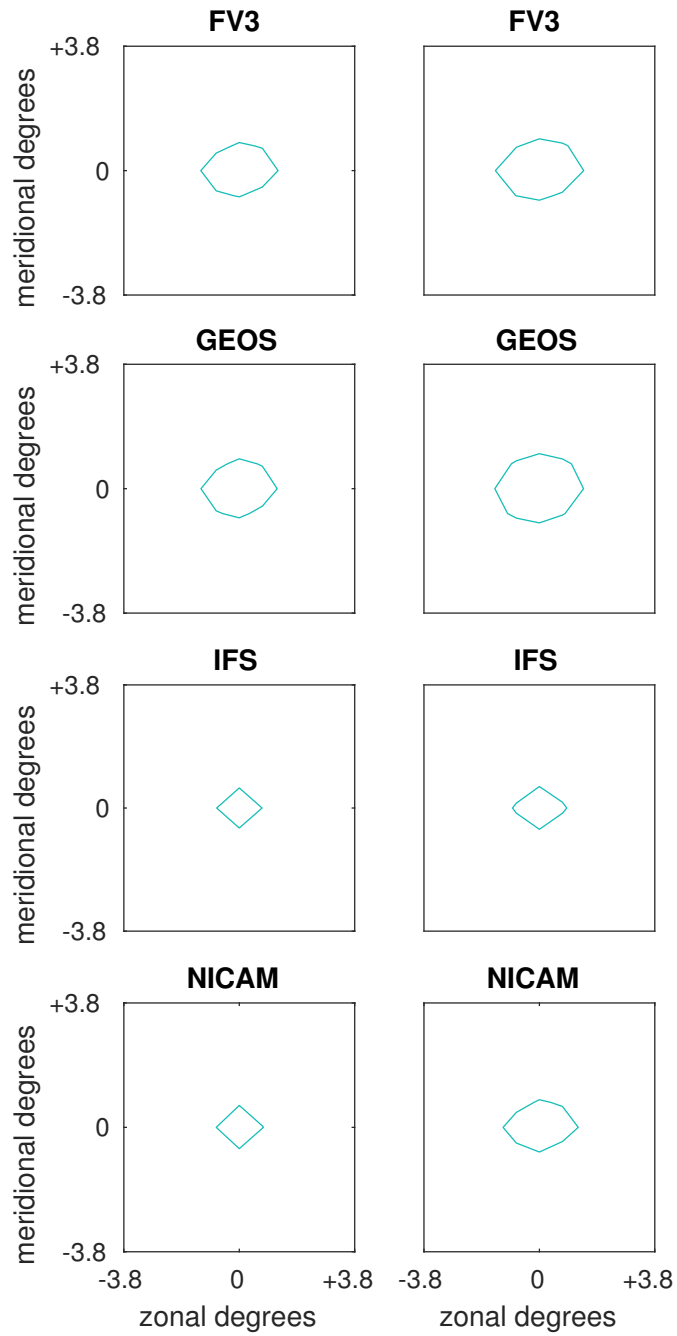 FV3 FV3
+3.8
meridional degrees
0
-3.8
GEOS GEOS
+3.8
meridional degrees
0
-3.8
IFS IFS
+3.8
meridional degrees
0
-3.8
NICAM NICAM
+3.8
meridional degrees
0
-3.8
-3.8 0 +3.8 -3.8 0 +3.8
zonal degrees zonal degrees